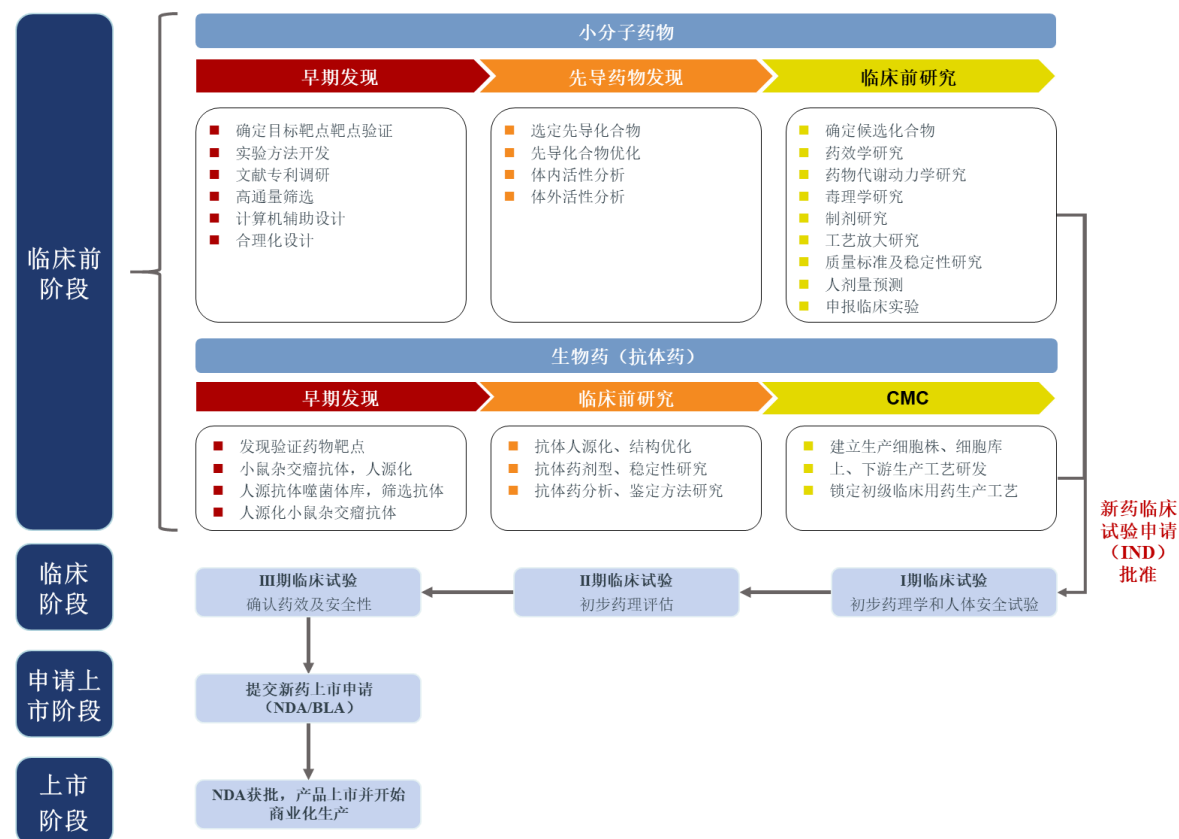 小分子药物
早期发现
先导药物发现
临床前研究
临床前
阶段
确定目标靶点靶点验证
实验方法开发
文献专利调研
高通量筛选
计算机辅助设计
合理化设计
选定先导化合物
先导化合物优化
体内活性分析
体外活性分析
确定候选化合物
药效学研究
药物代谢动力学研究
毒理学研究
制剂研究
工艺放大研究
质量标准及稳定性研究
人剂量预测
申报临床实验
生物药（抗体药）
早期发现
临床前研究
CMC
发现验证药物靶点
小鼠杂交瘤抗体，人源化
人源抗体噬菌体库，筛选抗体
人源化小鼠杂交瘤抗体
抗体人源化、结构优化
抗体药剂型、稳定性研究
抗体药分析、鉴定方法研究
建立生产细胞株、细胞库
上、下游生产工艺研发
锁定初级临床用药生产工艺
新药临床
试验申请
（IND）
批准
临床
阶段
III期临床试验
确认药效及安全性
II期临床试验
初步药理评估
I期临床试验
初步药理学和人体安全试验
申请上
市阶段
提交新药上市申请
（NDA/BLA）
上市
阶段
NDA获批，产品上市并开始
商业化生产